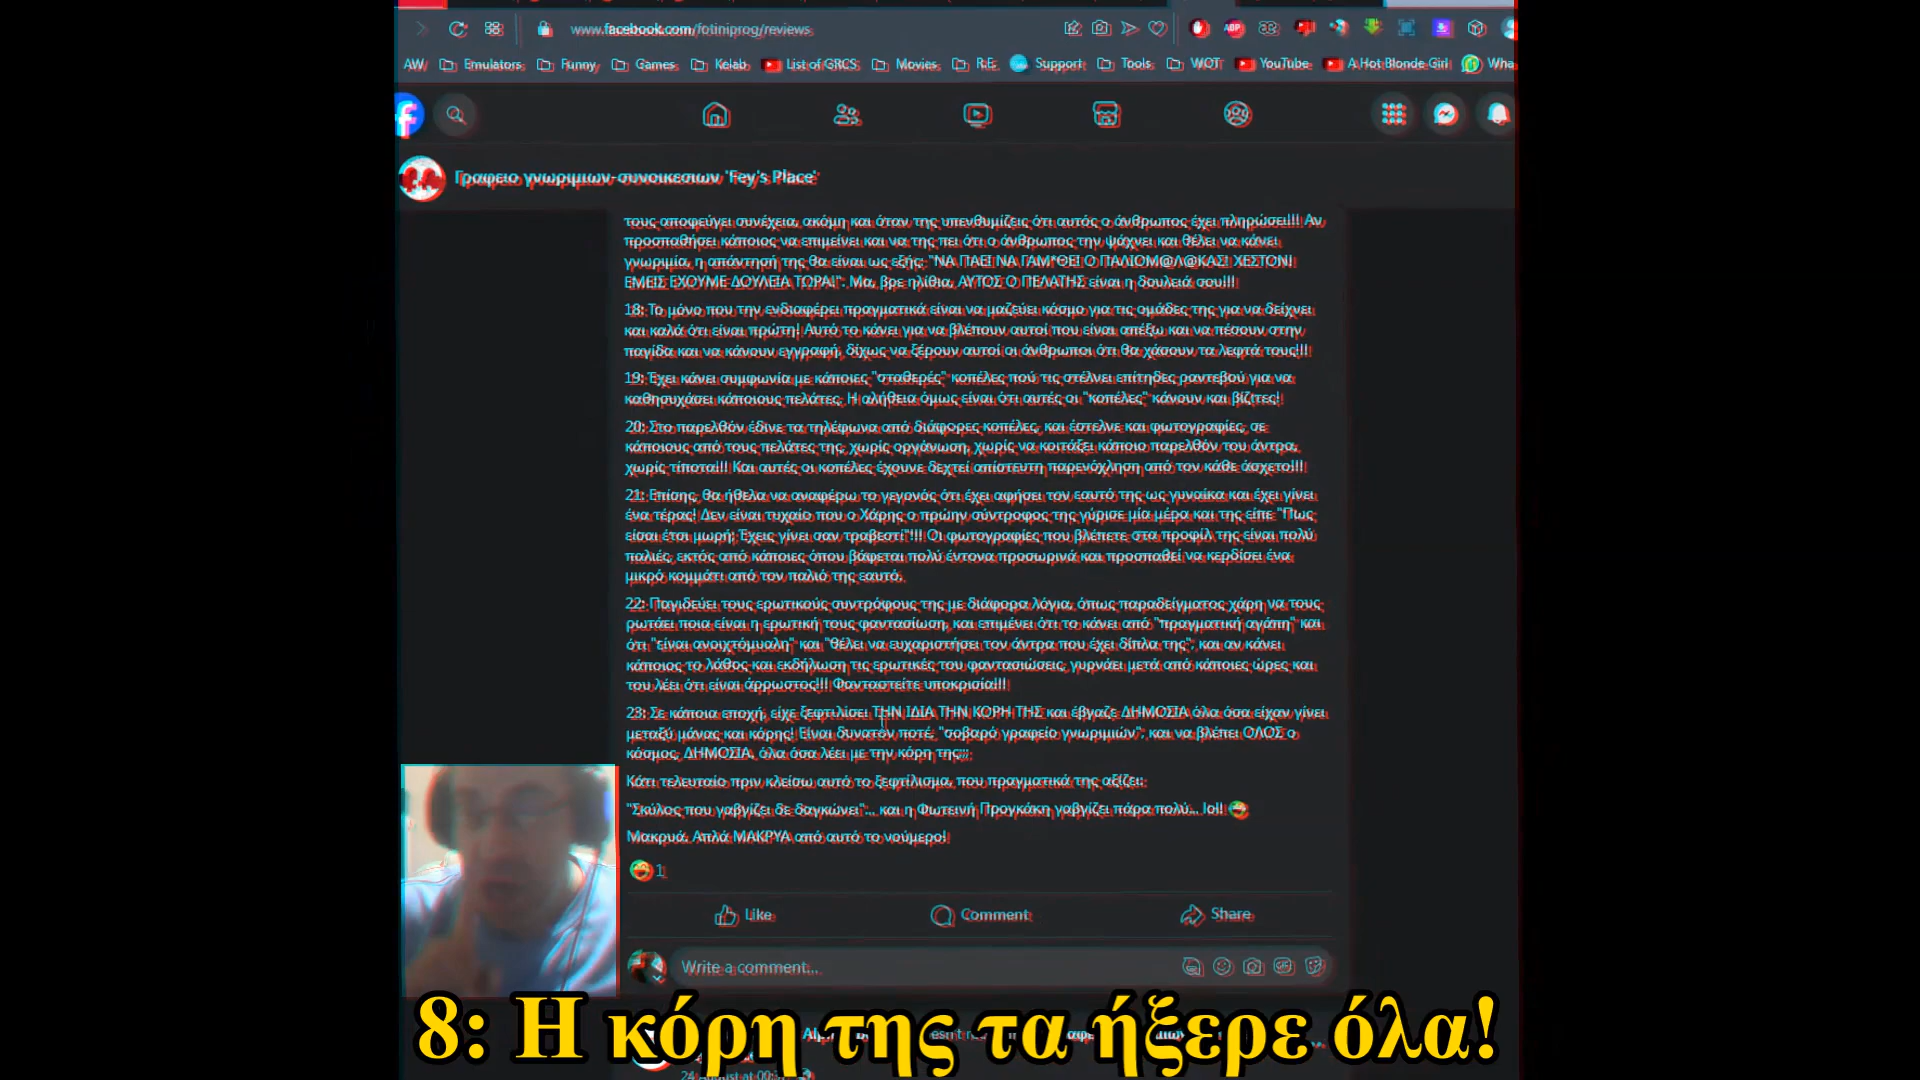 www.facebook.com/fotiniprog/reviews
AW Emulators Funny Games Kelab List of GRCS Movies R.E. Support Tools WOT YouTube A Hot Blonde Girl Wha
Γραφειο γνωριμιων-συνοικεσιων 'Fey's Place'
τους αποφεύγει συνέχεια, ακόμη και όταν της υπενθυμίζεις ότι αυτός ο άνθρωπος έχει πληρώσει!!! Αν
προσπαθήσει κάποιος να επιμείνει και να της πει ότι ο άνθρωπος την ψάχνει και θέλει να κάνει
γνωριμία, η απάντησή της θα είναι ως εξής: "ΝΑ ΠΑΕΙ ΝΑ ΓΑΜ*ΘΕΙ Ο ΠΑΛΙΟΜ@Λ@ΚΑΣ! ΧΕΣΤΟΝ!
ΕΜΕΙΣ ΕΧΟΥΜΕ ΔΟΥΛΕΙΑ ΤΩΡΑ!". Μα, βρε ηλίθια, ΑΥΤΟΣ Ο ΠΕΛΑΤΗΣ είναι η δουλειά σου!!!
18: Το μόνο που την ενδιαφέρει πραγματικά είναι να μαζεύει κόσμο για τις ομάδες της για να δείχνει
και καλά ότι είναι πρώτη! Αυτό το κάνει για να βλέπουν αυτοί που είναι απέξω και να πέσουν στην
παγίδα και να κάνουν εγγραφή, δίχως να ξέρουν αυτοί οι άνθρωποι ότι θα χάσουν τα λεφτά τους!!!
19: Έχει κάνει συμφωνία με κάποιες "σταθερές" κοπέλες πού τις στέλνει επίτηδες ραντεβού για να
καθησυχάσει κάποιους πελάτες. Η αλήθεια όμως είναι ότι αυτές οι "κοπέλες" κάνουν και βίζιτες!
20: Στο παρελθόν έδινε τα τηλέφωνα από διάφορες κοπέλες, και έστελνε και φωτογραφίες, σε
κάποιους από τους πελάτες της, χωρίς οργάνωση, χωρίς να κοιτάξει κάποιο παρελθόν του άντρα,
χωρίς τίποτα!!! Και αυτές οι κοπέλες έχουνε δεχτεί απίστευτη παρενόχληση από τον κάθε άσχετο!!!
21: Επίσης, θα ήθελα να αναφέρω το γεγονός ότι έχει αφήσει τον εαυτό της ως γυναίκα και έχει γίνει
ένα τέρας! Δεν είναι τυχαίο που ο Χάρης ο πρώην σύντροφος της γύρισε μία μέρα και της είπε "Πως
είσαι έτσι μωρή; Έχεις γίνει σαν τραβεστί"!!! Οι φωτογραφίες που βλέπετε στα προφίλ της είναι πολύ
παλιές, εκτός από κάποιες όπου βάφεται πολύ έντονα προσωρινά και προσπαθεί να κερδίσει ένα
μικρό κομμάτι από τον παλιό της εαυτό.
22: Παγιδεύει τους ερωτικούς συντρόφους της με διάφορα λόγια, όπως παραδείγματος χάρη να τους
ρωτάει ποια είναι η ερωτική τους φαντασίωση, και επιμένει ότι το κάνει από "πραγματική αγάπη" και
ότι "είναι ανοιχτόμυαλη" και "θέλει να ευχαριστήσει τον άντρα που έχει δίπλα της", και αν κάνει
κάποιος το λάθος και εκδήλωση τις ερωτικές του φαντασιώσεις, γυρνάει μετά από κάποιες ώρες και
του λέει ότι είναι άρρωστος!!! Φανταστείτε υποκρισία!!!
23: Σε κάποια εποχή, είχε ξεφτιλίσει ΤΗΝ ΙΔΙΑ ΤΗΝ ΚΟΡΗ ΤΗΣ και έβγαζε ΔΗΜΟΣΙΑ όλα όσα είχαν γίνει
μεταξύ μάνας και κόρης! Είναι δυνατόν ποτέ, "σοβαρό γραφείο γνωριμιών", και να βλέπει ΟΛΟΣ ο
κόσμος, ΔΗΜΟΣΙΑ, όλα όσα λέει με την κόρη της;;;
Κάτι τελευταίο πριν κλείσω αυτό το ξεφτίλισμα, που πραγματικά της αξίζει:
"Σκύλος που γαβγίζει δε δαγκώνει"... και η Φωτεινή Προγκάκη γαβγίζει πάρα πολύ... lol!
Μακρυά. Απλά ΜΑΚΡΥΑ από αυτό το νούμερο!
1
Like Comment Share
Write a comment...
8: Η κόρη της τα ήξερε όλα!